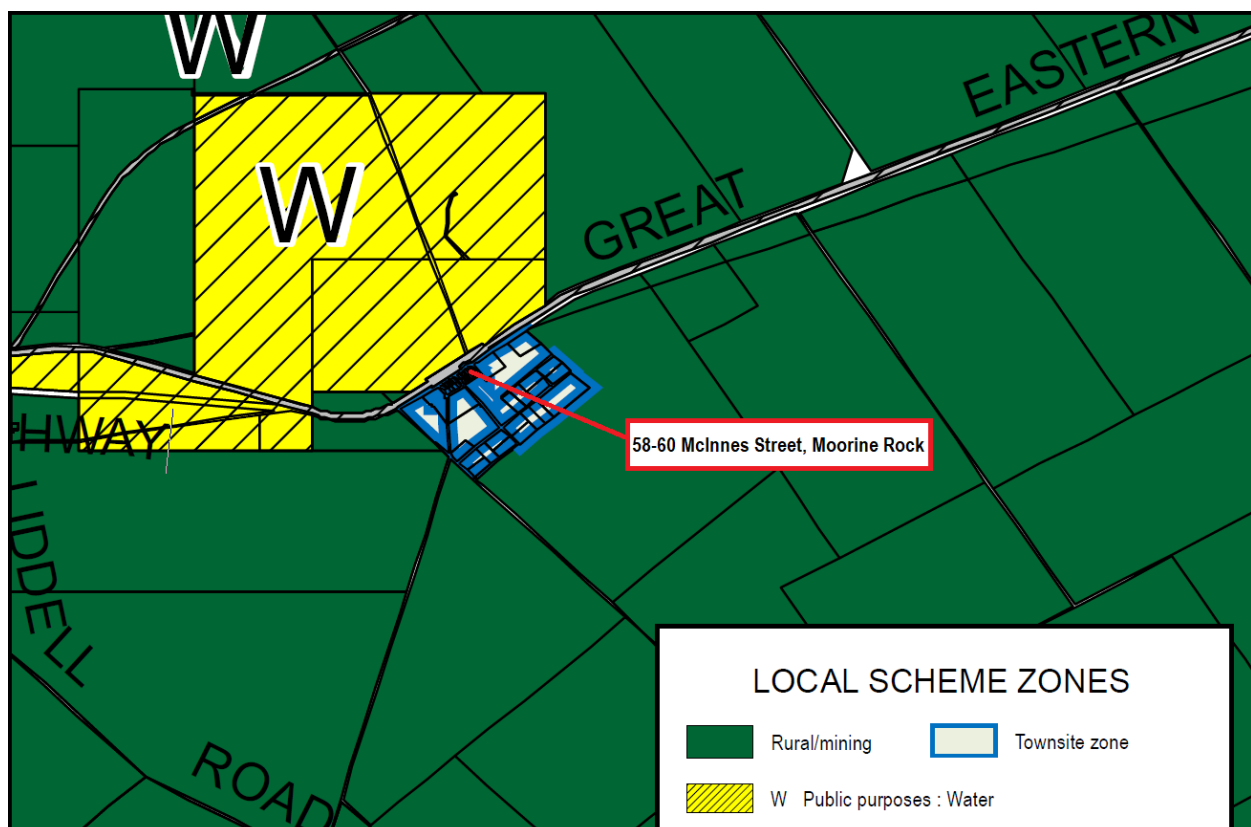 W
W
EASTERN
GREAT
HWAY
58-60 McInnes Street, Moorine Rock
LIDDELL
ROAD
LOCAL SCHEME ZONES
Rural/mining
Townsite zone
W Public purposes : Water